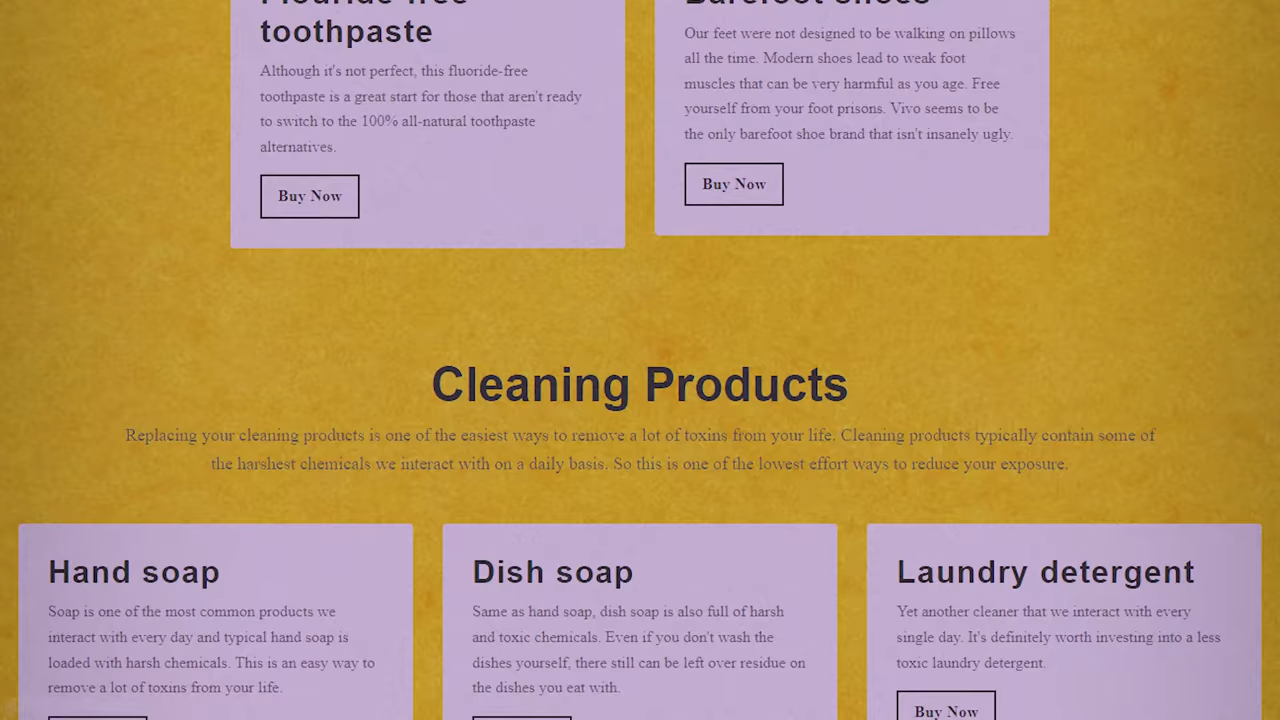 toothpaste
Although it's not perfect, this fluoride-free
toothpaste is a great start for those that aren't ready
to switch to the 100% all-natural toothpaste
alternatives.
Buy Now
Barefoot shoes
Our feet were not designed to be walking on pillows
all the time. Modern shoes lead to weak foot
muscles that can be very harmful as you age. Free
yourself from your foot prisons. Vivo seems to be
the only barefoot shoe brand that isn't insanely ugly.
Buy Now
Cleaning Products
Replacing your cleaning products is one of the easiest ways to remove a lot of toxins from your life. Cleaning products typically contain some of
the harshest chemicals we interact with on a daily basis. So this is one of the lowest effort ways to reduce your exposure.
Hand soap
Soap is one of the most common products we
interact with every day and typical hand soap is
loaded with harsh chemicals. This is an easy way to
remove a lot of toxins from your life.
Dish soap
Same as hand soap, dish soap is also full of harsh
and toxic chemicals. Even if you don't wash the
dishes yourself, there still can be left over residue on
the dishes you eat with.
Laundry detergent
Yet another cleaner that we interact with every
single day. It's definitely worth investing into a less
toxic laundry detergent.
Buy Now